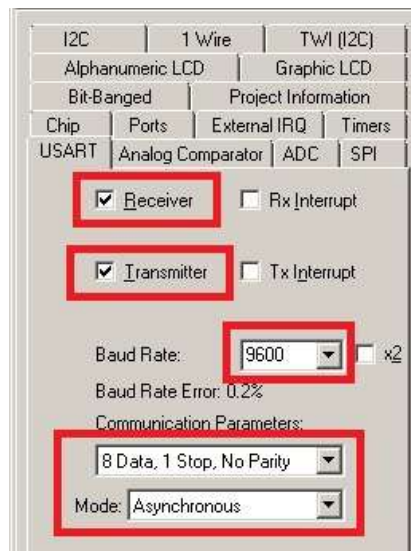 I2C 1 Wire TWI (I2C)
Alphanumeric LCD Graphic LCD
Bit-Banged Project Information
Chip Ports External IRQ Timers
USART Analog Comparator ADC SPI
Receiver Rx Interrupt
Transmitter Tx Interrupt
Baud Rate: 9600 x2
Baud Rate Error: 0.2%
Communication Parameters:
8 Data, 1 Stop, No Parity
Mode: Asynchronous